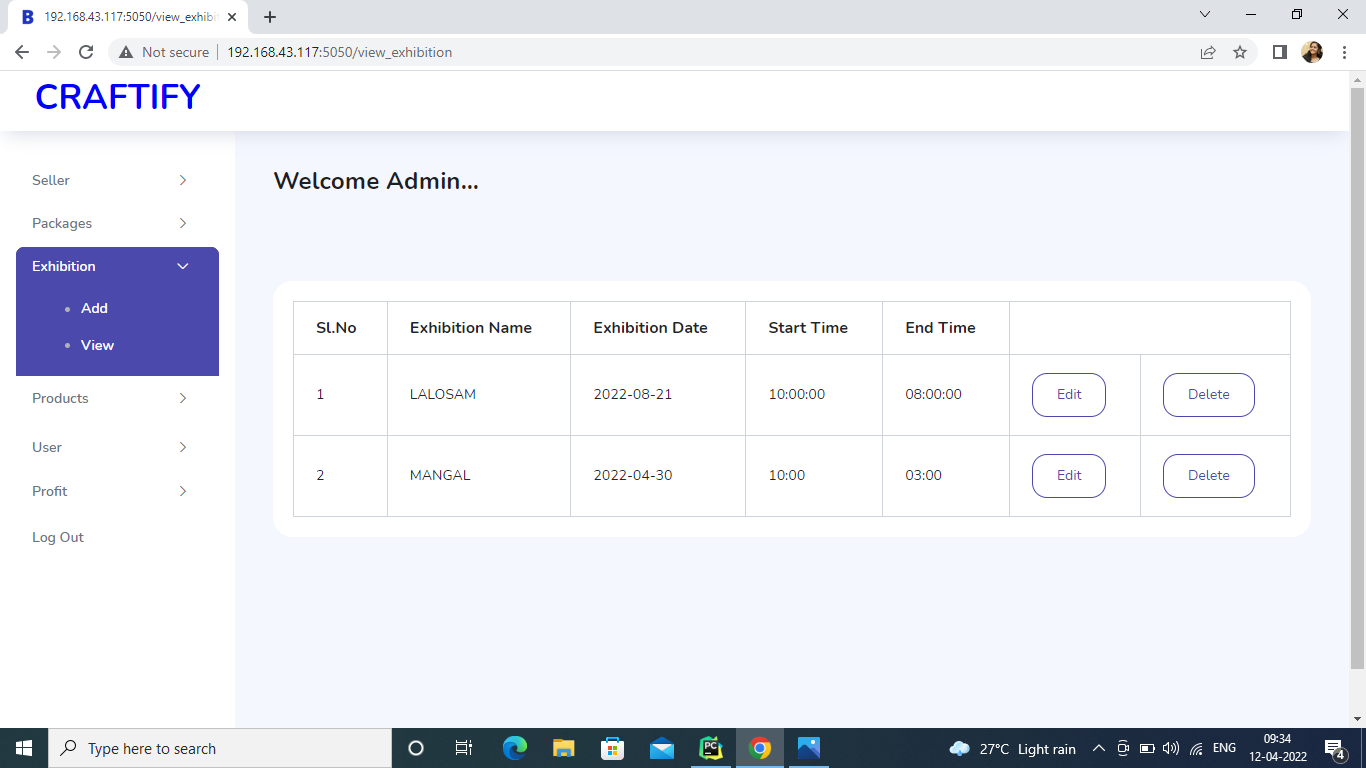 192.168.43.117:5050/view_exhibit
Not secure
192.168.43.117:5050/view_exhibition
CRAFTIFY
Seller
Packages
Exhibition
Add
View
Products
User
Profit
Log Out
Welcome Admin...
Sl.No Exhibition Name Exhibition Date Start Time End Time
1 LALOSAM 2022-08-21 10:00:00 08:00:00 Edit Delete
2 MANGAL 2022-04-30 10:00 03:00 Edit Delete
Type here to search
PC
27°C Light rain
ENG
09:34
12-04-2022
4